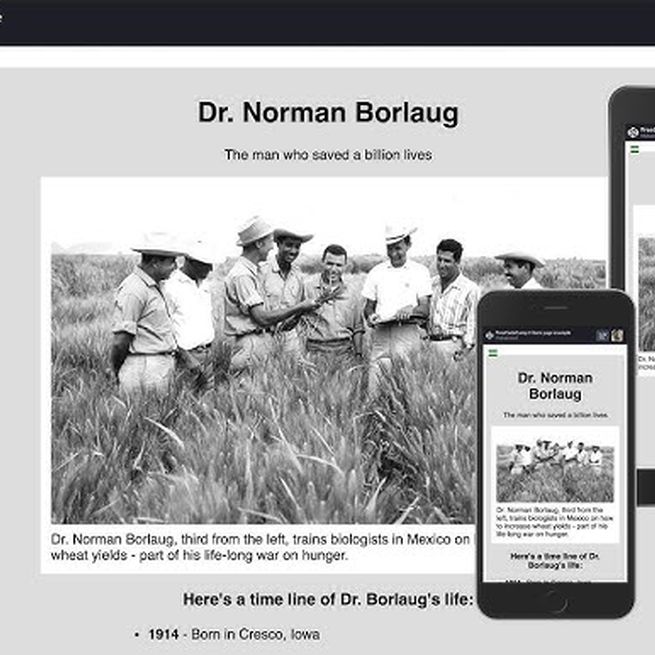 Dr. Norman Borlaug
The man who saved a billion lives
Dr. Norman Borlaug, third from the left, trains biologists in Mexico on
wheat yields - part of his life-long war on hunger.
Here's a time line of Dr. Borlaug's life:
• 1914 - Born in Cresco, Iowa
Dr. Norman
Borlaug
The man who saved a billion lives
Dr. Norman Borlaug, third from the
left, trains biologists in Mexico on how
to increase wheat yields - part of his
life-long war on hunger.
Here's a time line of Dr.
Borlaug's life: